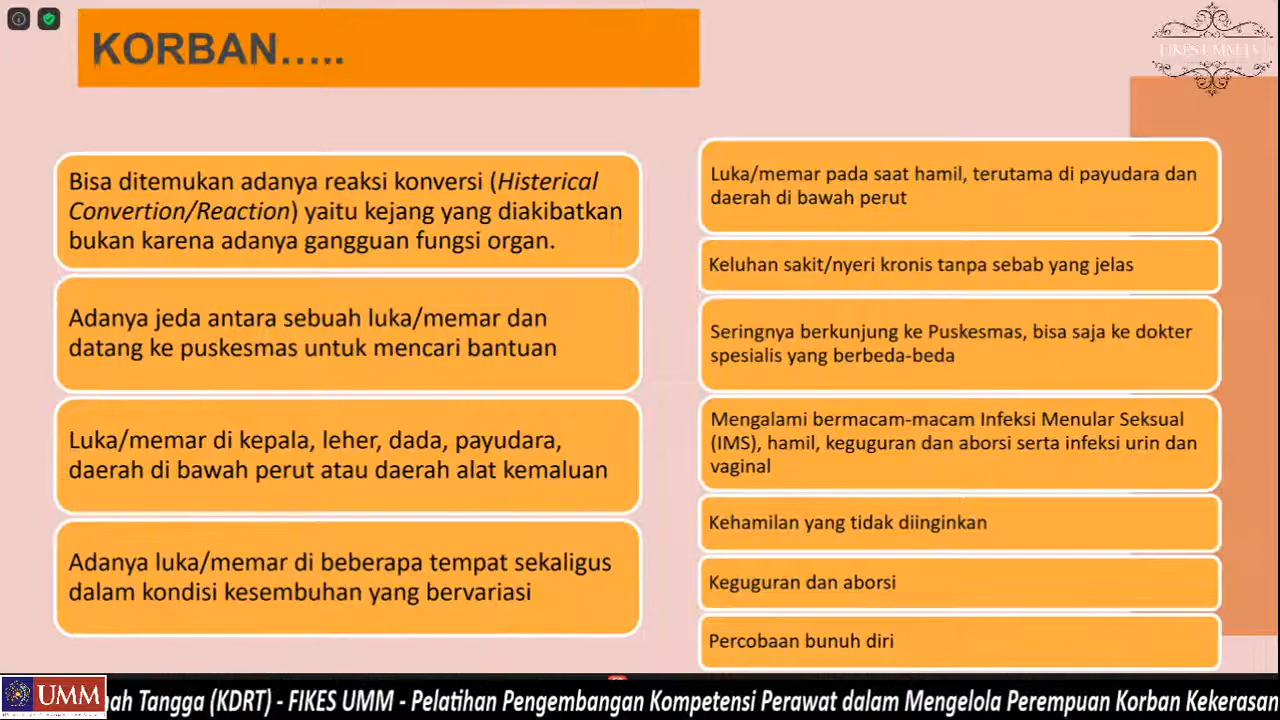 KORBAN…..
FIKES UMM TV
Bisa ditemukan adanya reaksi konversi (Histerical
Convertion/Reaction) yaitu kejang yang diakibatkan
bukan karena adanya gangguan fungsi organ.
Adanya jeda antara sebuah luka/memar dan
datang ke puskesmas untuk mencari bantuan
Luka/memar di kepala, leher, dada, payudara,
daerah di bawah perut atau daerah alat kemaluan
Adanya luka/memar di beberapa tempat sekaligus
dalam kondisi kesembuhan yang bervariasi
Luka/memar pada saat hamil, terutama di payudara dan
daerah di bawah perut
Keluhan sakit/nyeri kronis tanpa sebab yang jelas
Seringnya berkunjung ke Puskesmas, bisa saja ke dokter
spesialis yang berbeda-beda
Mengalami bermacam-macam Infeksi Menular Seksual
(IMS), hamil, keguguran dan aborsi serta infeksi urin dan
vaginal
Kehamilan yang tidak diinginkan
Keguguran dan aborsi
Percobaan bunuh diri
UMM
ah Tangga (KDRT) - FIKES UMM - Pelatihan Pengembangan Kompetensi Perawat dalam Mengelola Perempuan Korban Kekerasan